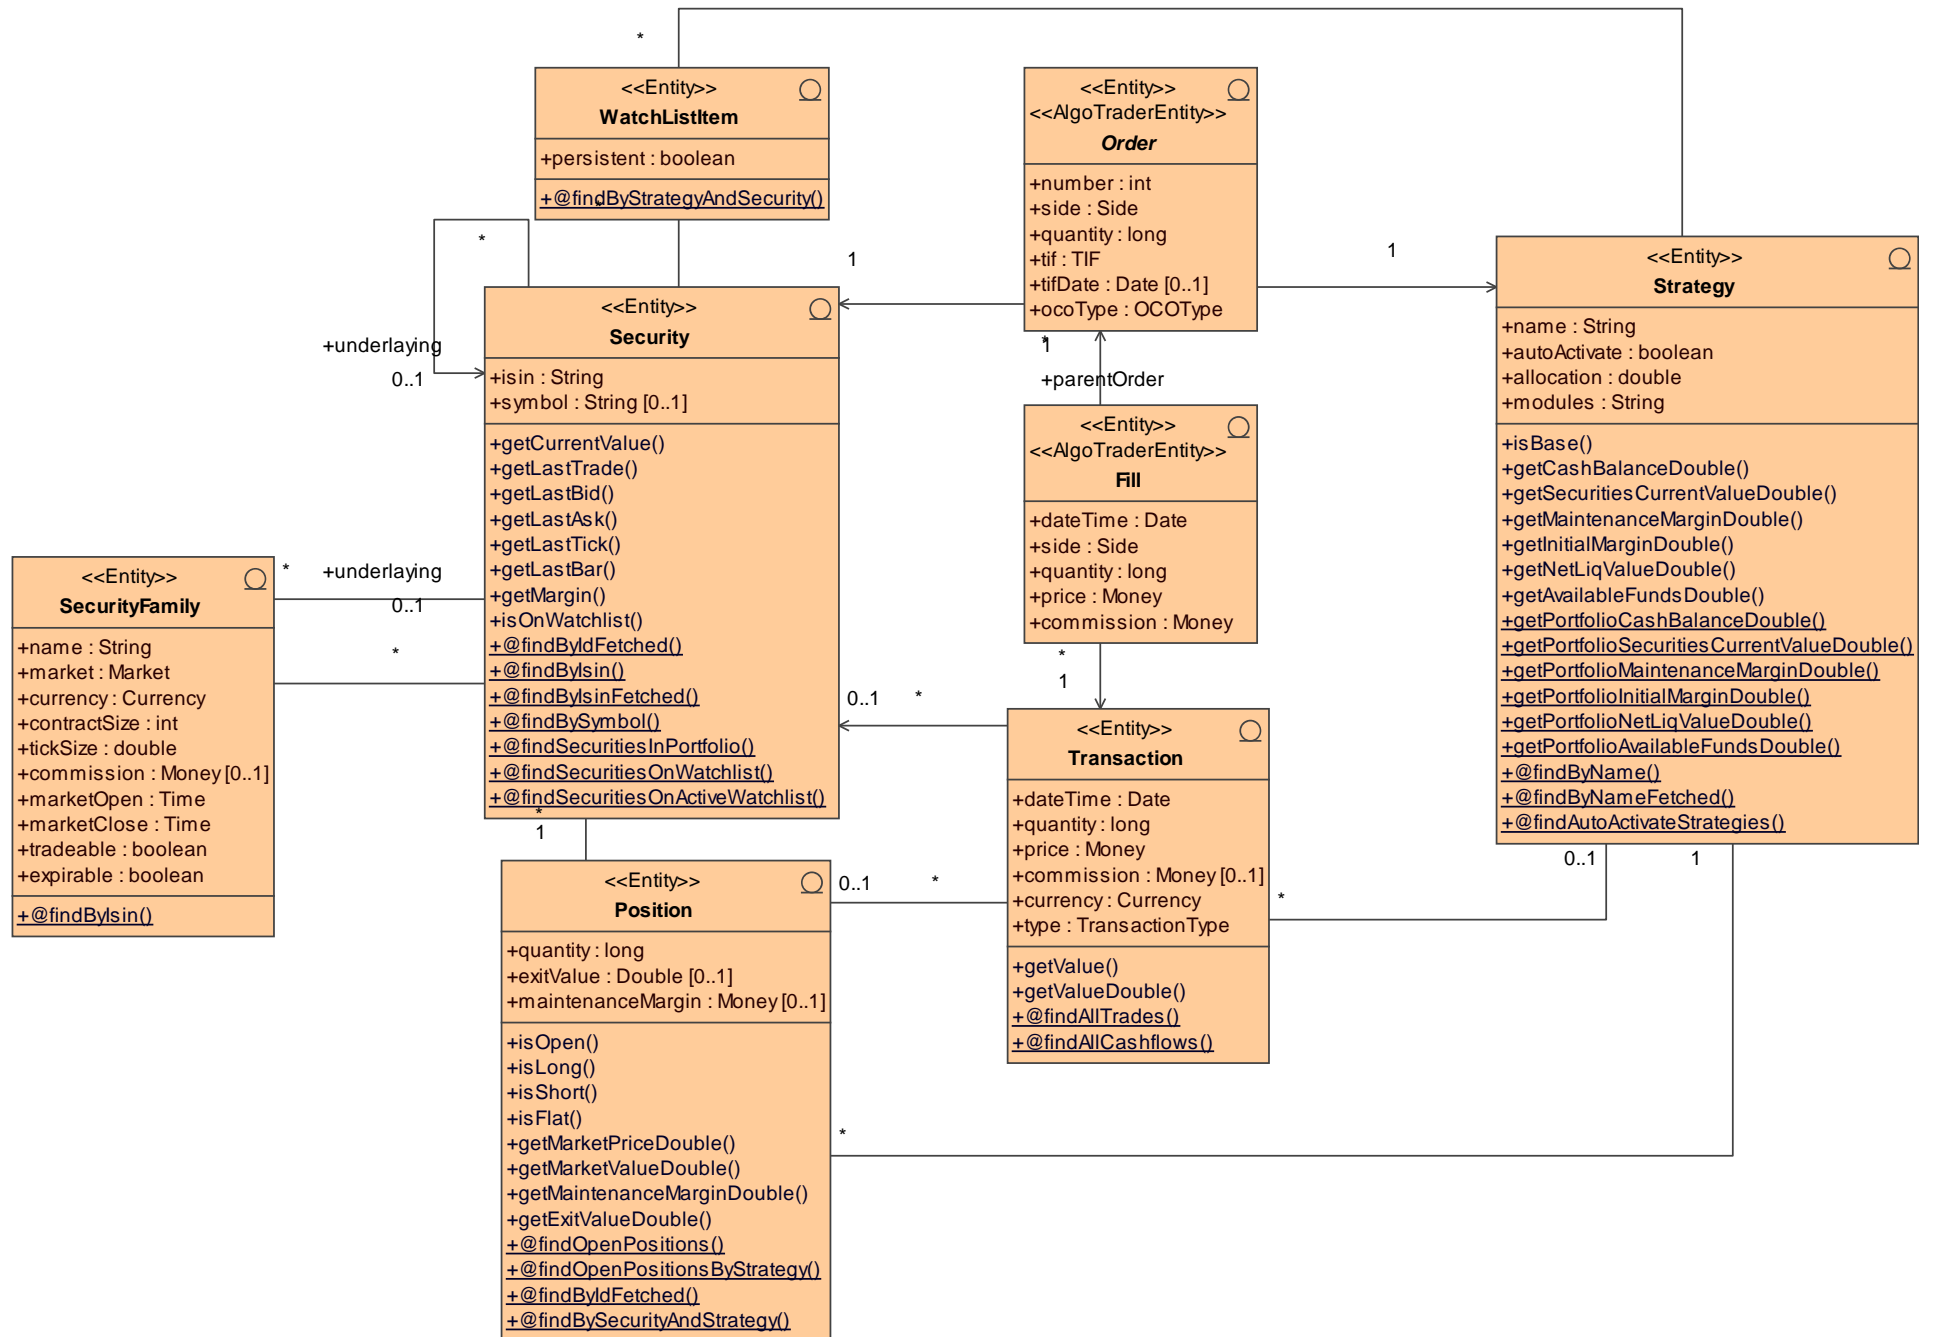 *
<<Entity>>
WatchListItem
+persistent : boolean
+@findByStrategyAndSecurity()
*
<<Entity>>
<<AlgoTraderEntity>>
Order
+number : int
+side : Side
+quantity : long
+tif : TIF
+tifDate : Date [0..1]
+ocoType : OCOType
*
1
+parentOrder
1
1
<<Entity>>
Strategy
+name : String
+autoActivate : boolean
+allocation : double
+modules : String
+isBase()
+getCashBalanceDouble()
+getSecuritiesCurrentValueDouble()
+getMaintenanceMarginDouble()
+getInitialMarginDouble()
+getNetLiqValueDouble()
+getAvailableFundsDouble()
+getPortfolioCashBalanceDouble()
+getPortfolioSecuritiesCurrentValueDouble()
+getPortfolioMaintenanceMarginDouble()
+getPortfolioInitialMarginDouble()
+getPortfolioNetLiqValueDouble()
+getPortfolioAvailableFundsDouble()
+@findByName()
+@findByNameFetched()
+@findAutoActivateStrategies()
0..1
1
*
+underlaying
0..1
<<Entity>>
Security
+isin : String
+symbol : String [0..1]
+getCurrentValue()
+getLastTrade()
+getLastBid()
+getLastAsk()
+getLastTick()
+getLastBar()
+getMargin()
+isOnWatchlist()
+@findByIdFetched()
+@findByIsin()
+@findByIsinFetched()
+@findBySymbol()
+@findSecuritiesInPortfolio()
+@findSecuritiesOnWatchlist()
+@findSecuritiesOnActiveWatchlist()
*
1
<<Entity>>
<<AlgoTraderEntity>>
Fill
+dateTime : Date
+side : Side
+quantity : long
+price : Money
+commission : Money
*
1
<<Entity>>
SecurityFamily
+name : String
+market : Market
+currency : Currency
+contractSize : int
+tickSize : double
+commission : Money [0..1]
+marketOpen : Time
+marketClose : Time
+tradeable : boolean
+expirable : boolean
+@findByIsin()
*
+underlaying
0..1
*
0..1
*
<<Entity>>
Transaction
+dateTime : Date
+quantity : long
+price : Money
+commission : Money [0..1]
+currency : Currency
+type : TransactionType
+getValue()
+getValueDouble()
+@findAllTrades()
+@findAllCashflows()
*
0..1
*
<<Entity>>
Position
+quantity : long
+exitValue : Double [0..1]
+maintenanceMargin : Money [0..1]
+isOpen()
+isLong()
+isShort()
+isFlat()
+getMarketPriceDouble()
+getMarketValueDouble()
+getMaintenanceMarginDouble()
+getExitValueDouble()
+@findOpenPositions()
+@findOpenPositionsByStrategy()
+@findByIdFetched()
+@findBySecurityAndStrategy()
*